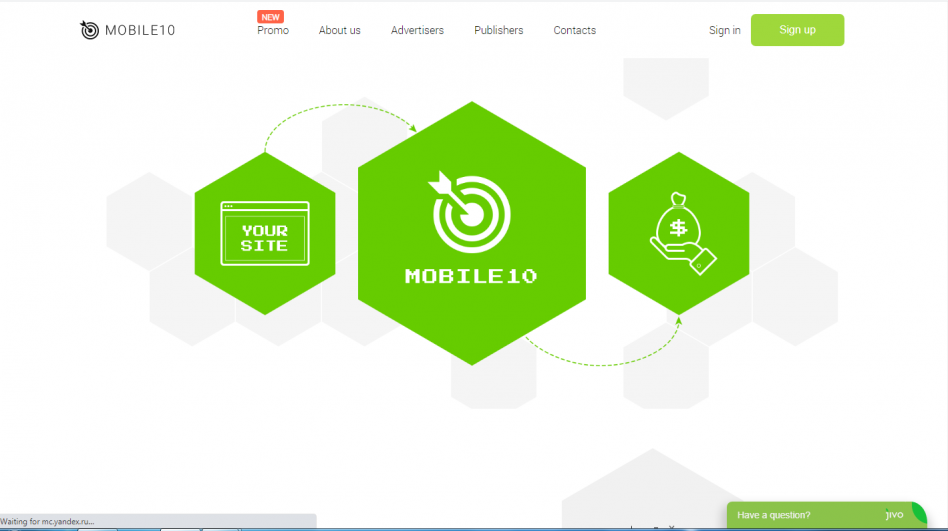 MOBILE10
NEW
Promo
About us
Advertisers
Publishers
Contacts
Sign in
Sign up
YOUR
SITE
MOBILE10
$
Waiting for mc.yandex.ru...
Have a question?
jivo